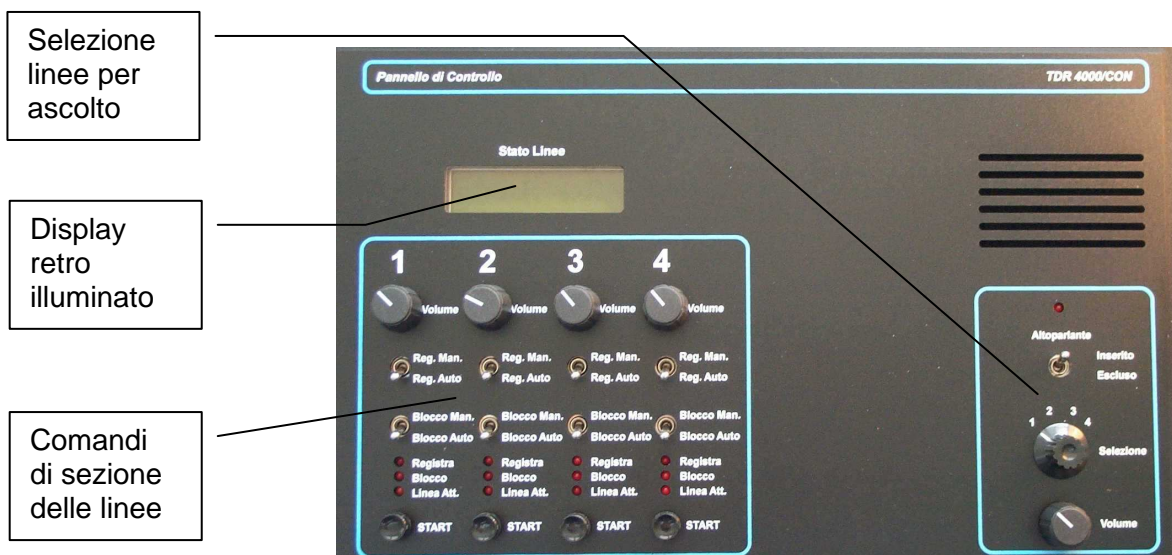 Selezione
linee per
ascolto
Display
retro
illuminato
Comandi
di sezione
delle linee
Pannello di Controllo TDR 4000/CON
Stato Linee
1 2 3 4
Volume Volume Volume Volume
Reg. Man. Reg. Man. Reg. Man. Reg. Man.
Reg. Auto Reg. Auto Reg. Auto Reg. Auto
Blocco Man. Blocco Man. Blocco Man. Blocco Man.
Blocco Auto Blocco Auto Blocco Auto Blocco Auto
Registra Registra Registra Registra
Blocco Blocco Blocco Blocco
Linea Att. Linea Att. Linea Att. Linea Att.
START START START START
Altoparlante
Inserito
Escluso
1 2 3 4
Selezione
Volume